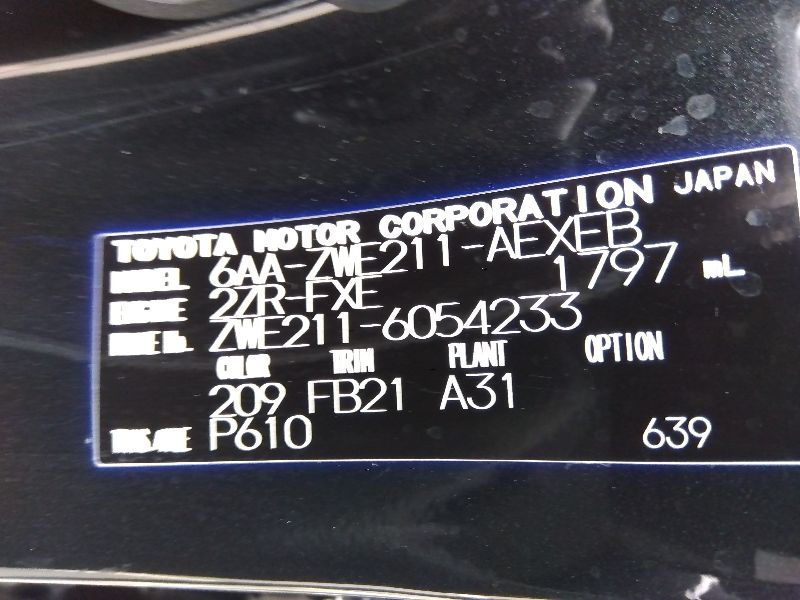 TOYOTA MOTOR CORPORATION JAPAN
MODEL 6AA-ZWE211-AEXEB
ENGINE 2ZR-FXE 1797 mL
FRAME No. ZWE211-6054233
COLOR TRIM PLANT OPTION
209 FB21 A31
TRANS/AXLE P610 639